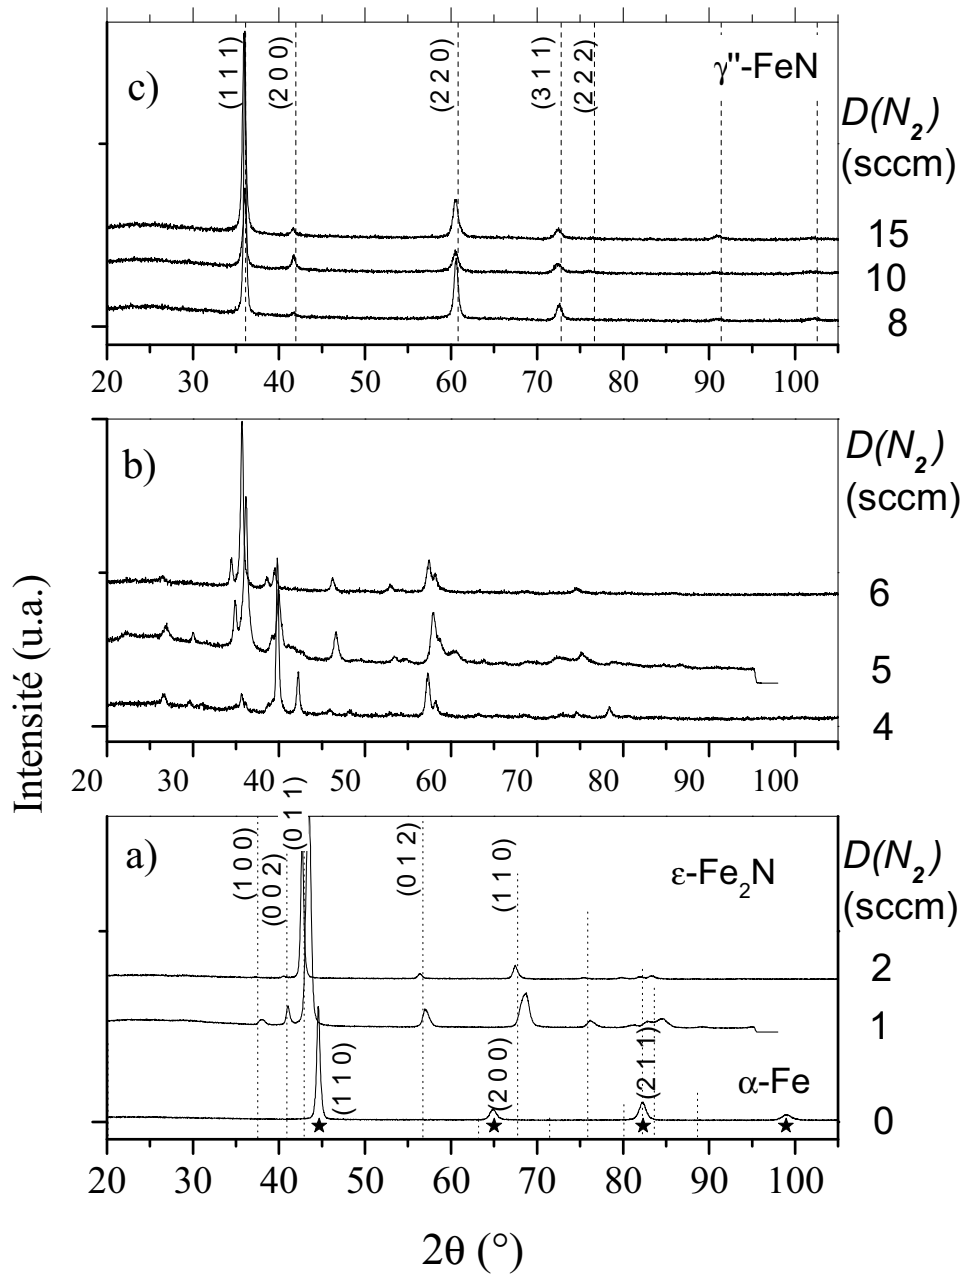 c)
(1 1 1)
(2 0 0)
(2 2 0)
(3 1 1)
(2 2 2)
γ''-FeN
D(N2)
(sccm)
15
10
8
20 30 40 50 60 70 80 90 100
b)
D(N2)
(sccm)
6
5
4
20 30 40 50 60 70 80 90 100
Intensité (u.a.)
a)
(1 0 0)
(0 0 2)
(0 1 1)
(0 1 2)
(1 1 0)
ε-Fe2N
D(N2)
(sccm)
2
1
(1 1 0)
(2 0 0)
(2 1 1)
α-Fe
0
20 30 40 50 60 70 80 90 100
2θ (°)